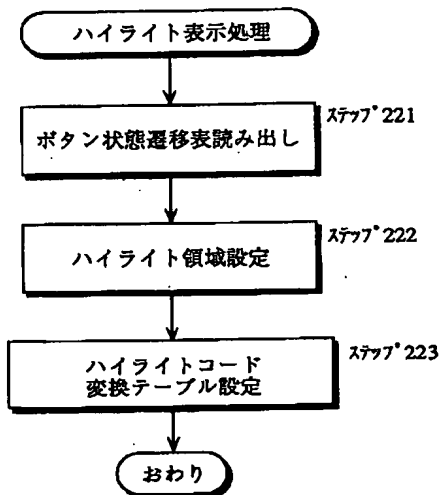 ハイライト表示処理
ステップ221
ボタン状態遷移表読み出し
ステップ222
ハイライト領域設定
ステップ223
ハイライトコード
変換テーブル設定
おわり